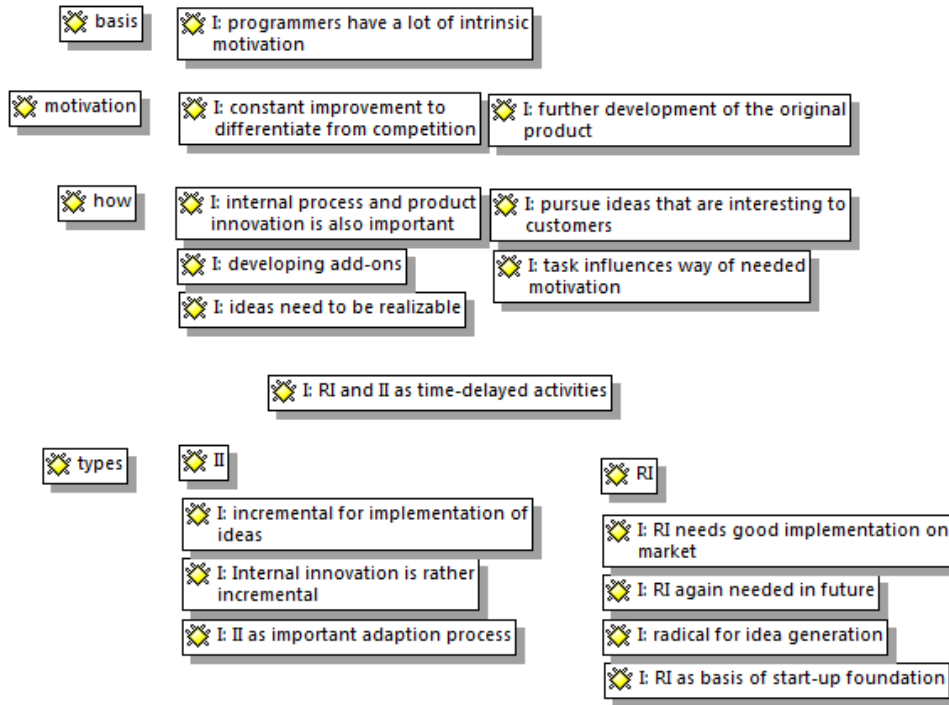 basis
I: programmers have a lot of intrinsic
motivation
motivation
I: constant improvement to
differentiate from competition
I: further development of the original
product
how
I: internal process and product
innovation is also important
I: pursue ideas that are interesting to
customers
I: developing add-ons
I: task influences way of needed
motivation
I: ideas need to be realizable
I: RI and II as time-delayed activities
types
II
RI
I: incremental for implementation of
ideas
I: Internal innovation is rather
incremental
I: II as important adaption process
I: RI needs good implementation on
market
I: RI again needed in future
I: radical for idea generation
I: RI as basis of start-up foundation